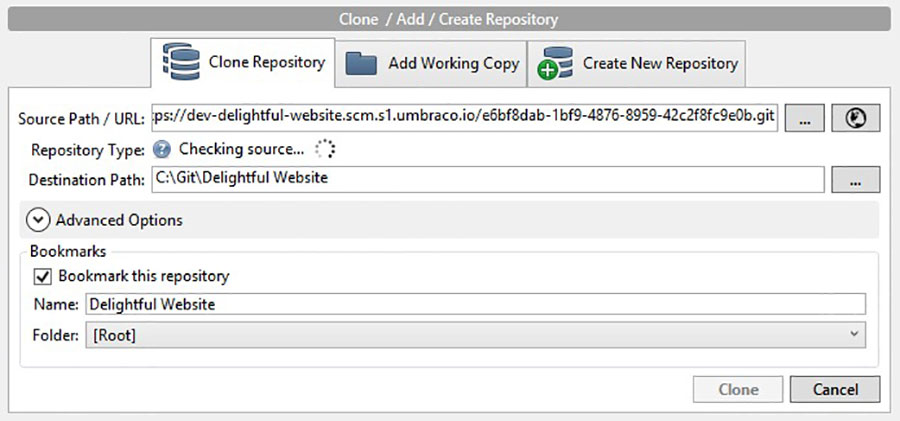 Clone / Add / Create Repository
Clone Repository Add Working Copy Create New Repository
Source Path / URL: :ps://dev-delightful-website.scm.s1.umbraco.io/e6bf8dab-1bf9-4876-8959-42c2f8fc9e0b.git ...
Repository Type: ? Checking source...
Destination Path: C:\Git\Delightful Website ...
Advanced Options
Bookmarks
Bookmark this repository
Name: Delightful Website
Folder: [Root]
Clone Cancel